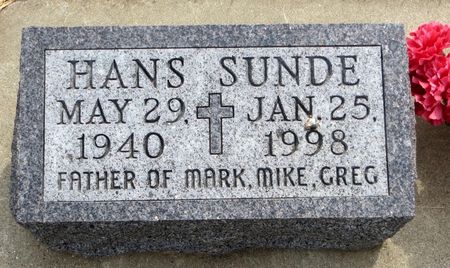 HANS SUNDE
MAY 29, JAN. 25,
1940 1998
FATHER OF MARK, MIKE, GREG